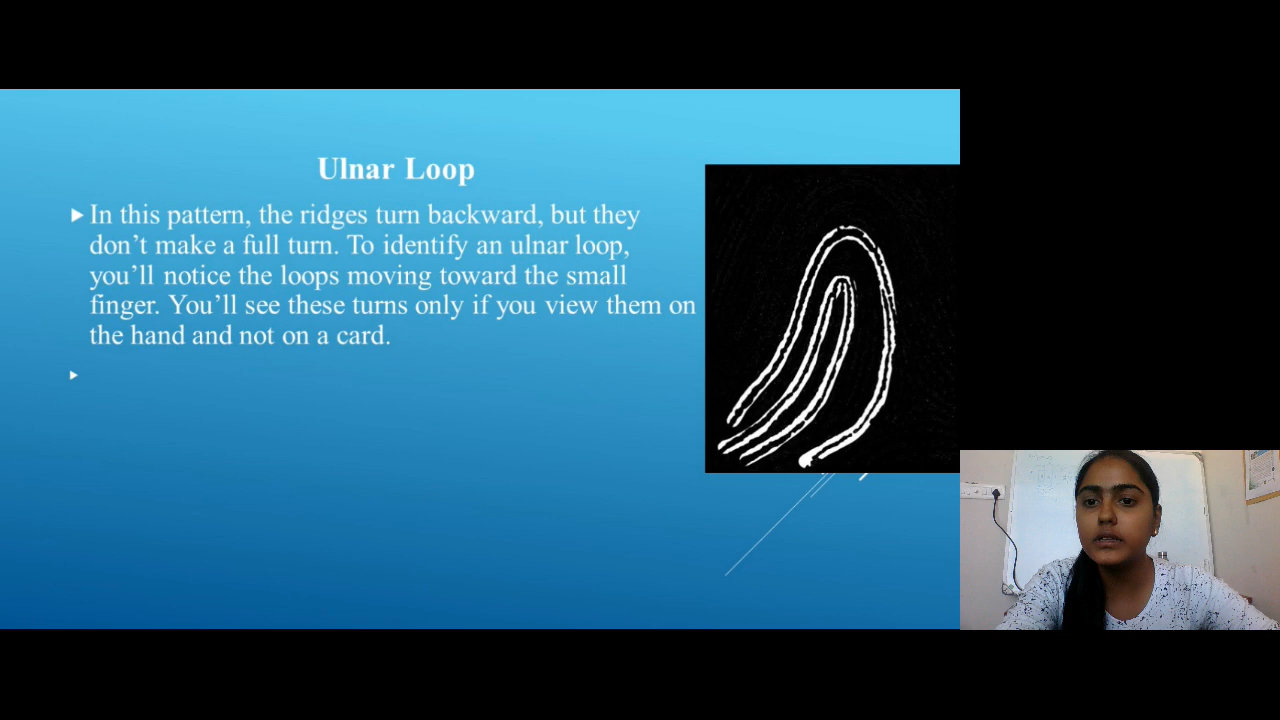 Ulnar Loop
In this pattern, the ridges turn backward, but they
don’t make a full turn. To identify an ulnar loop,
you’ll notice the loops moving toward the small
finger. You’ll see these turns only if you view them on
the hand and not on a card.